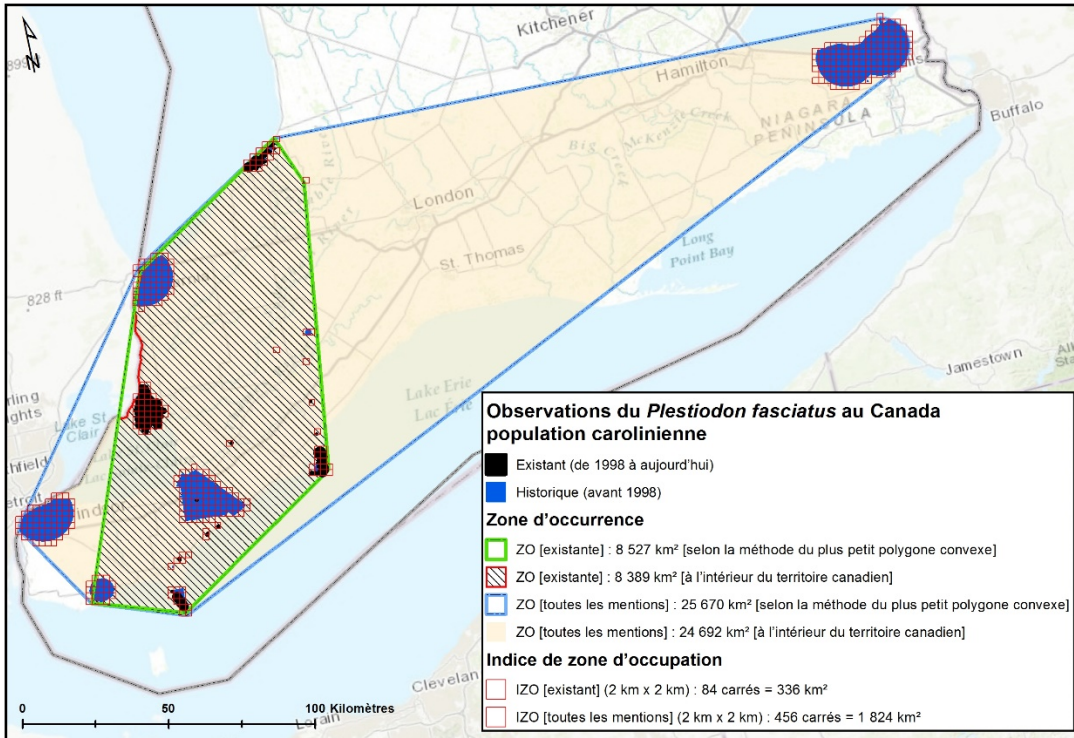 Kitchener
Hamilton
NIAGARA
PENINSULA
Buffalo
Big Creek
McKenzie Creek
London
St. Thomas
Long
Point Bay
899
828 ft
Lake St.
Clair
Lake Erie
Lac Érié
Jamestown
Cleveland
Lorain
N
0 50 100 Kilomètres
Observations du Plestiodon fasciatus au Canada
population carolinienne
Existant (de 1998 à aujourd'hui)
Historique (avant 1998)
Zone d'occurrence
ZO [existante] : 8 527 km² [selon la méthode du plus petit polygone convexe]
ZO [existante] : 8 389 km² [à l'intérieur du territoire canadien]
ZO [toutes les mentions] : 25 670 km² [selon la méthode du plus petit polygone convexe]
ZO [toutes les mentions] : 24 692 km² [à l'intérieur du territoire canadien]
Indice de zone d'occupation
IZO [existant] (2 km x 2 km) : 84 carrés = 336 km²
IZO [toutes les mentions] (2 km x 2 km) : 456 carrés = 1 824 km²